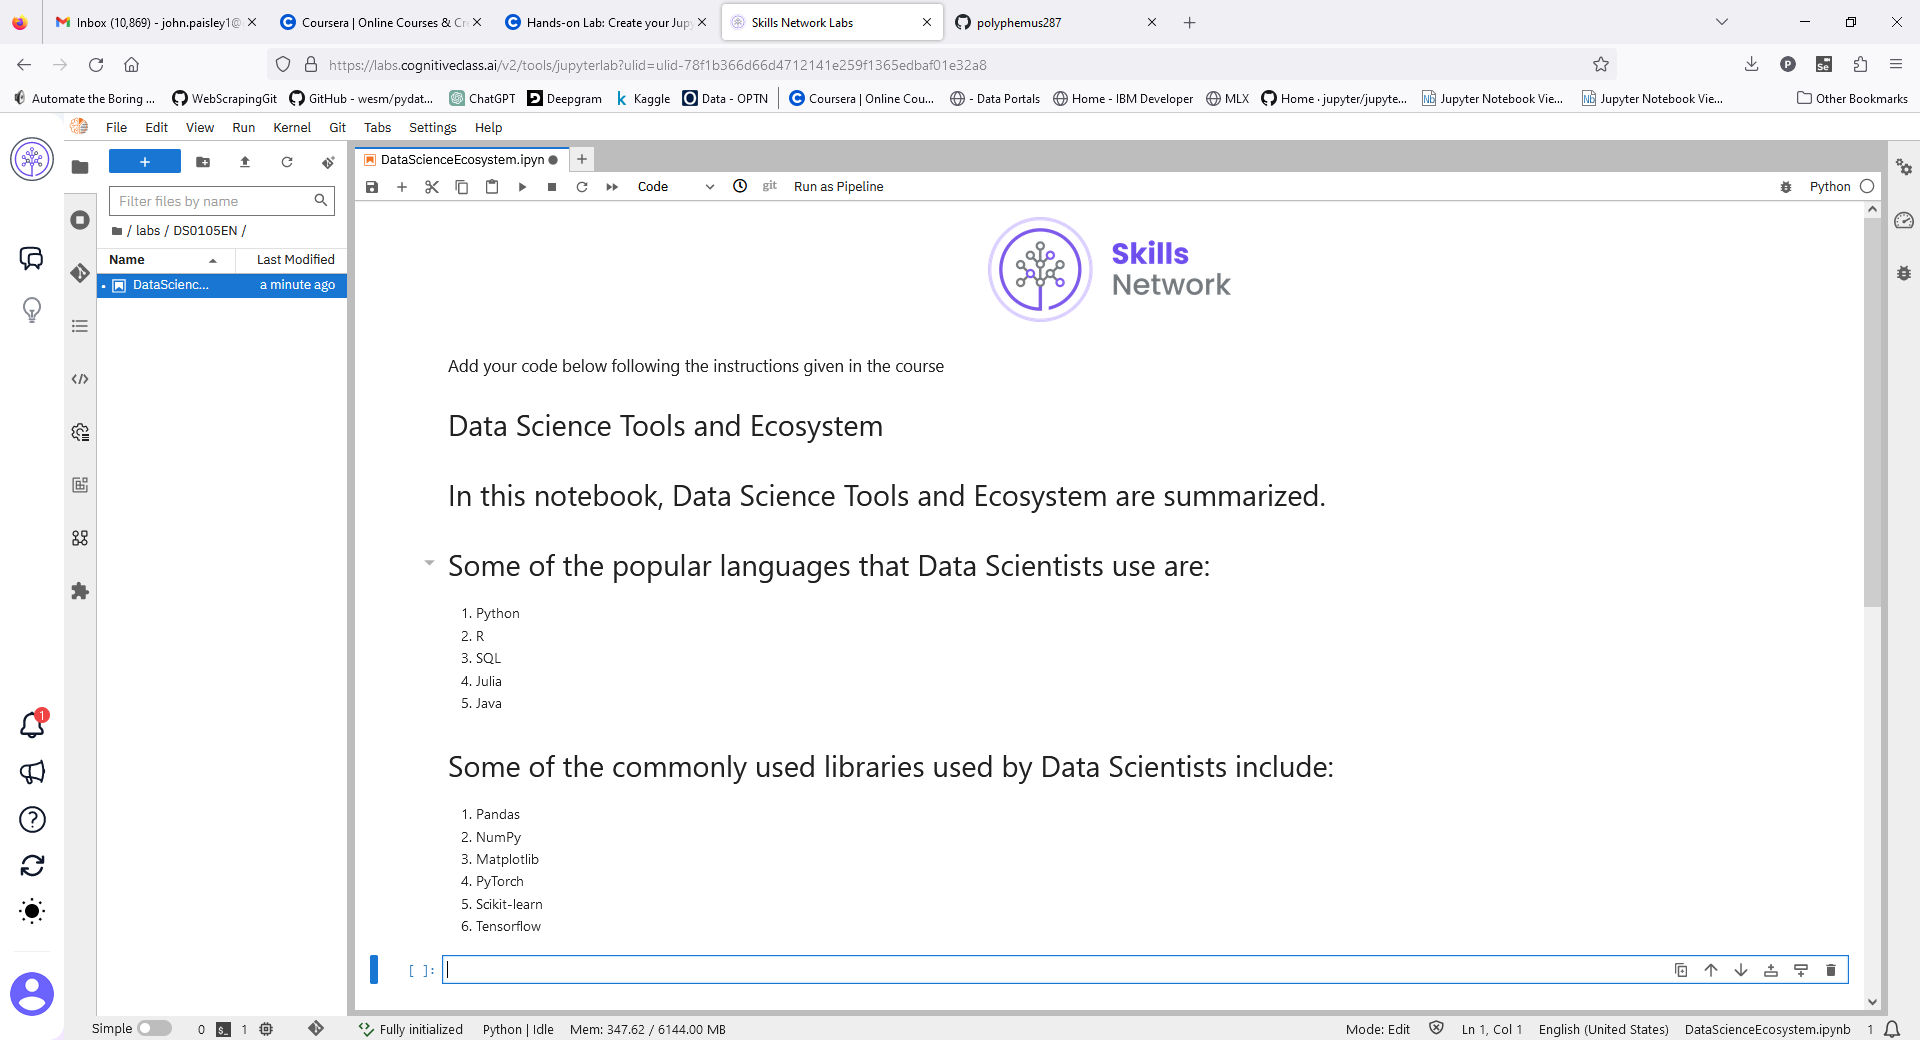 Inbox (10,869) - john.paisley1@
Coursera | Online Courses & Cre
Hands-on Lab: Create your Jupy
Skills Network Labs
polyphemus287
https://labs.cognitiveclass.ai/v2/tools/jupyterlab?ulid=ulid-78f1b366d66d4712141e259f1365edbaf01e32a8
Automate the Boring ...
WebScrapingGit
GitHub - wesm/pydat...
ChatGPT
Deepgram
Kaggle
Data - OPTN
Coursera | Online Cou...
- Data Portals
Home - IBM Developer
MLX
Home · jupyter/jupyte...
Jupyter Notebook Vie...
Jupyter Notebook Vie...
Other Bookmarks
File Edit View Run Kernel Git Tabs Settings Help
DataScienceEcosystem.ipyn
Code
git
Run as Pipeline
Python
Filter files by name
/ labs / DS0105EN /
Name Last Modified
DataScienc... a minute ago
Skills
Network
Add your code below following the instructions given in the course
Data Science Tools and Ecosystem
In this notebook, Data Science Tools and Ecosystem are summarized.
Some of the popular languages that Data Scientists use are:
1. Python
2. R
3. SQL
4. Julia
5. Java
Some of the commonly used libraries used by Data Scientists include:
1. Pandas
2. NumPy
3. Matplotlib
4. PyTorch
5. Scikit-learn
6. Tensorflow
[ ]:
1
Simple 0 1 Fully initialized Python | Idle Mem: 347.62 / 6144.00 MB Mode: Edit Ln 1, Col 1 English (United States) DataScienceEcosystem.ipynb 1